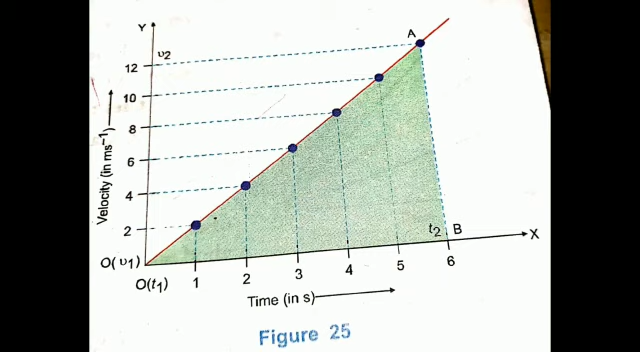 Y
A
υ2
12
10
8
6
4
2
Velocity (in ms⁻¹)
O(υ1)
O(t1)
1
2
3
4
5
6
t2
B
X
Time (in s)
Figure 25